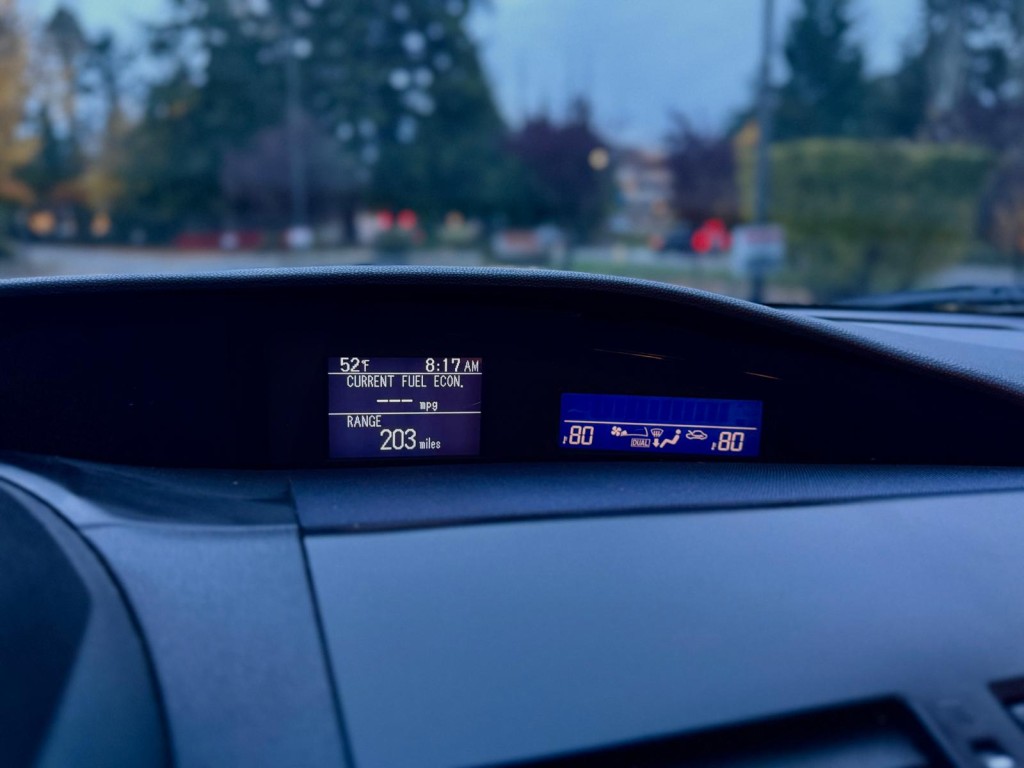 52°F 8:17 AM
CURRENT FUEL ECON.
--- mpg
RANGE
203 miles
80 DUAL 80